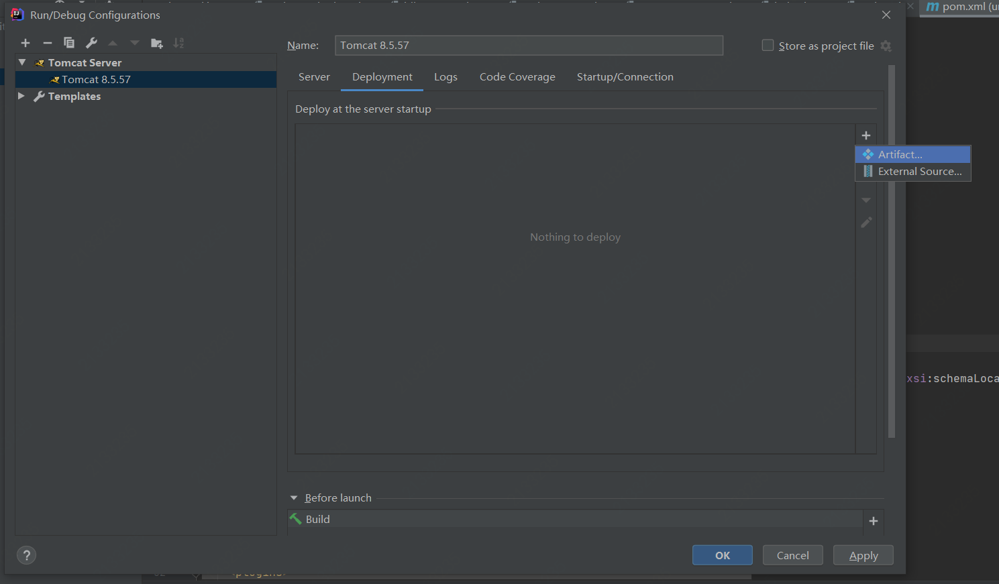 Run/Debug Configurations
pom.xml (u
Name:
Tomcat 8.5.57
Store as project file
Tomcat Server
Tomcat 8.5.57
Templates
Server
Deployment
Logs
Code Coverage
Startup/Connection
Deploy at the server startup
Artifact...
External Source...
Nothing to deploy
xsi:schemaLoca
Before launch
Build
?
OK
Cancel
Apply